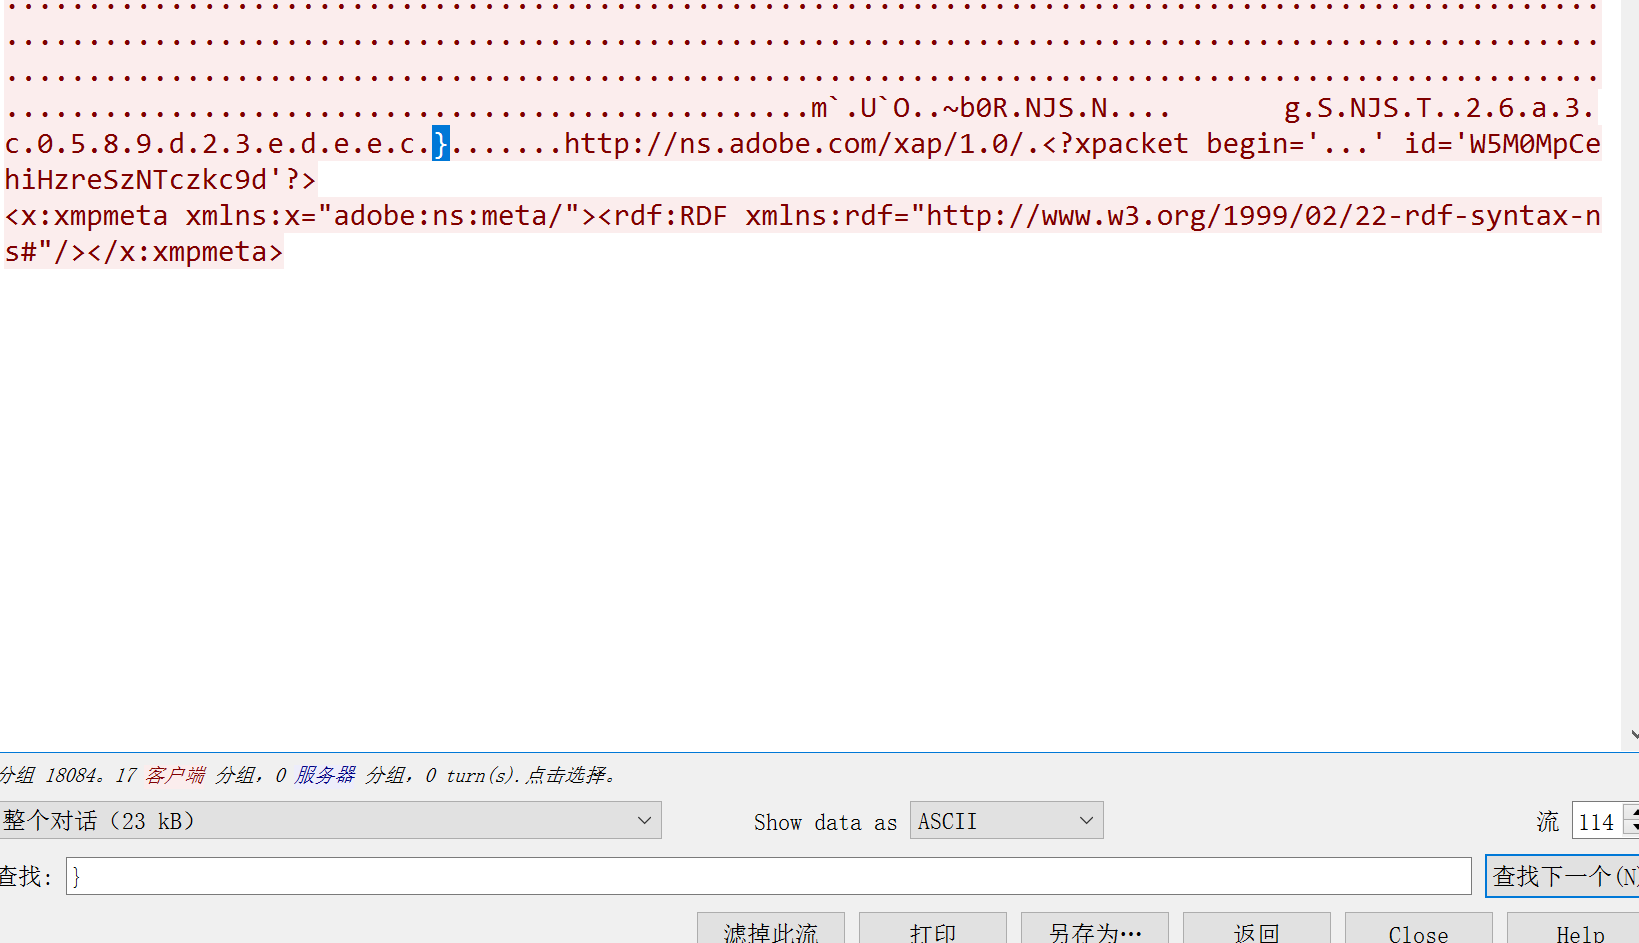 ....................................................................................................
....................................................................................................
....................................................................................................
.................................................m`.U`O..~b0R.NJS.N....       g.S.NJS.T..2.6.a.3.
c.0.5.8.9.d.2.3.e.d.e.e.c.}.......http://ns.adobe.com/xap/1.0/.<?xpacket begin='...' id='W5M0MpCe
hiHzreSzNTczkc9d'?>
<x:xmpmeta xmlns:x="adobe:ns:meta/"><rdf:RDF xmlns:rdf="http://www.w3.org/1999/02/22-rdf-syntax-n
s#"/></x:xmpmeta>
分组 18084。17 客户端 分组，0 服务器 分组，0 turn(s).点击选择。
整个对话（23 kB） Show data as ASCII 流 114
查找: } 查找下一个(N)
滤掉此流 打印 另存为… 返回 Close Help